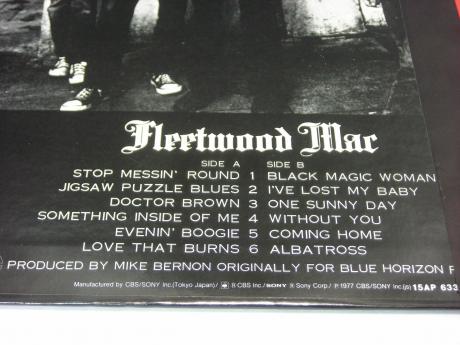 Fleetwood Mac
SIDE A SIDE B
STOP MESSIN' ROUND 1 BLACK MAGIC WOMAN
JIGSAW PUZZLE BLUES 2 I'VE LOST MY BABY
DOCTOR BROWN 3 ONE SUNNY DAY
SOMETHING INSIDE OF ME 4 WITHOUT YOU
EVENIN' BOOGIE 5 COMING HOME
LOVE THAT BURNS 6 ALBATROSS
PRODUCED BY MIKE BERNON ORIGINALLY FOR BLUE HORIZON
Manufactured by CBS/SONY Inc.(Tokyo Japan)/ ® CBS Inc./SONY ® Sony Corp./ ℗ 1977 CBS/SONY Inc.(js) 15AP 633